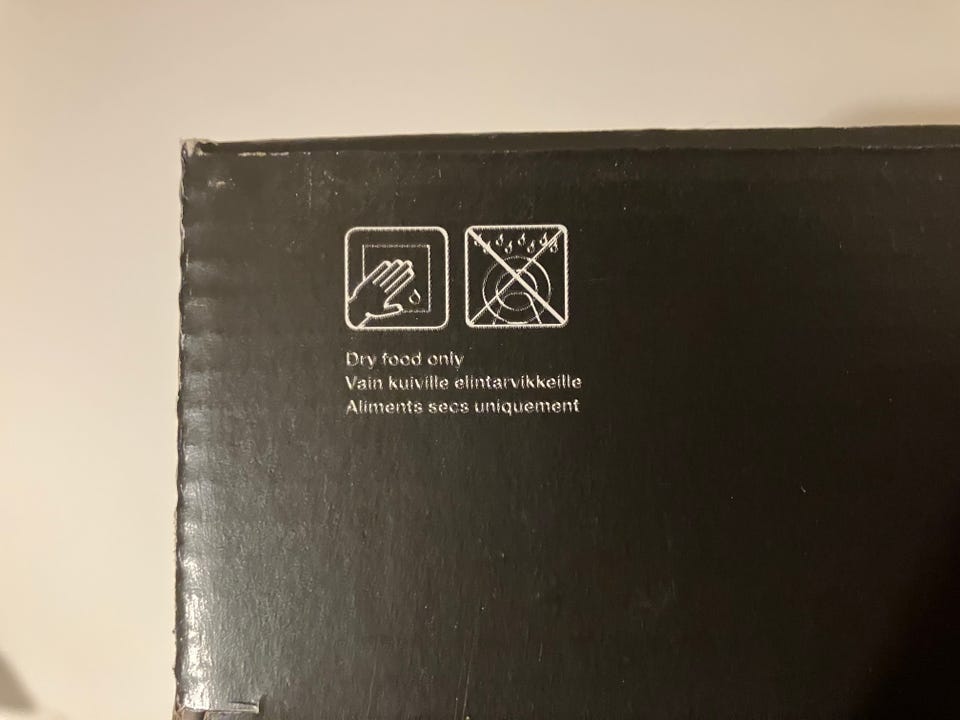 Dry food only
Vain kuiville elintarvikkeille
Aliments secs uniquement